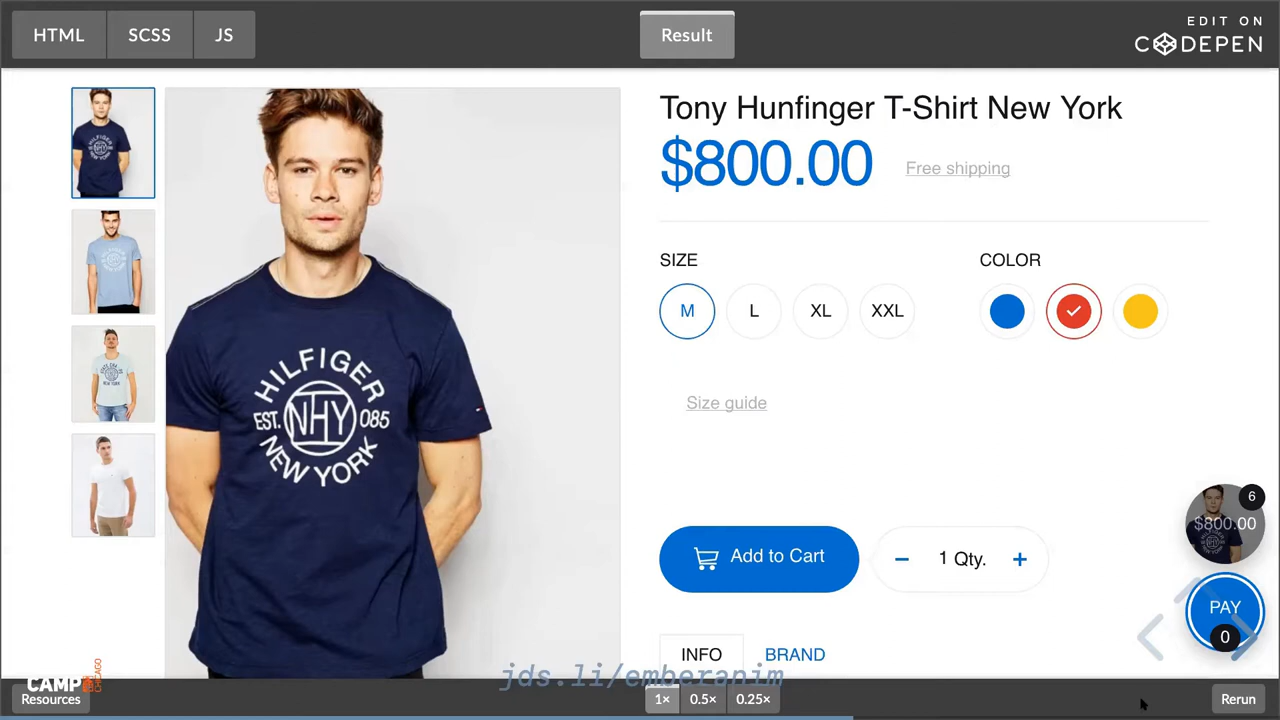 HTML
SCSS
JS
Result
EDIT ON
CODEPEN
Tony Hunfinger T-Shirt New York
$800.00
Free shipping
SIZE
COLOR
M
L
XL
XXL
HILFIGER
EST. NHY 085
NEW YORK
Size guide
6
$800.00
Add to Cart
1 Qty.
PAY
0
INFO
BRAND
jds.li/emberanim
CAMP
CHICAGO
Resources
1×
0.5×
0.25×
Rerun